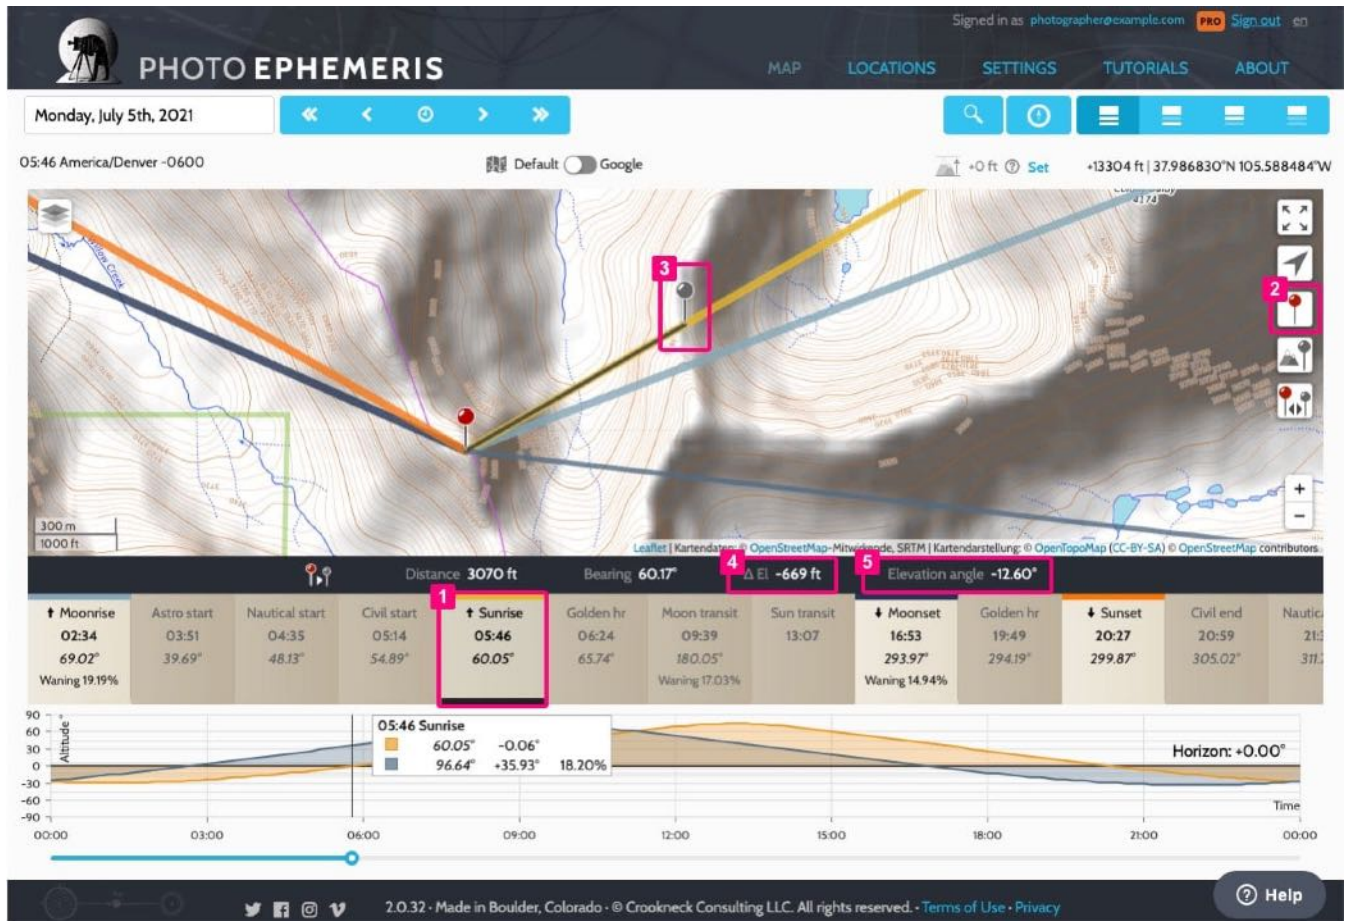 Signed in as photographer@example.com PRO Sign out en
PHOTO EPHEMERIS
MAP LOCATIONS SETTINGS TUTORIALS ABOUT
Monday, July 5th, 2021
05:46 America/Denver -0600
Default Google
+0 ft ? Set
+13304 ft | 37.986830°N 105.588484°W
4174
Willow Creek
3
2
300 m
1000 ft
Leaflet | Kartendaten: © OpenStreetMap-Mitwirkende, SRTM | Kartendarstellung: © OpenTopoMap (CC-BY-SA) © OpenStreetMap contributors
+
−
4
5
Distance 3070 ft Bearing 60.17° Δ El -669 ft Elevation angle -12.60°
1
↑ Moonrise Astro start Nautical start Civil start ↑ Sunrise Golden hr Moon transit Sun transit ↓ Moonset Golden hr ↓ Sunset Civil end Nautic
02:34 03:51 04:35 05:14 05:46 06:24 09:39 13:07 16:53 19:49 20:27 20:59 21:
69.02° 39.69° 48.13° 54.89° 60.05° 65.74° 180.05° 293.97° 294.19° 299.87° 305.02° 311.
Waning 19.19% Waning 17.03% Waning 14.94%
90
60
30
0
-30
-60
-90
Altitude°
05:46 Sunrise
60.05° -0.06°
96.64° +35.93° 18.20%
Horizon: +0.00°
Time
00:00 03:00 06:00 09:00 12:00 15:00 18:00 21:00 00:00
2.0.32 · Made in Boulder, Colorado · © Crookneck Consulting LLC. All rights reserved. · Terms of Use · Privacy
? Help